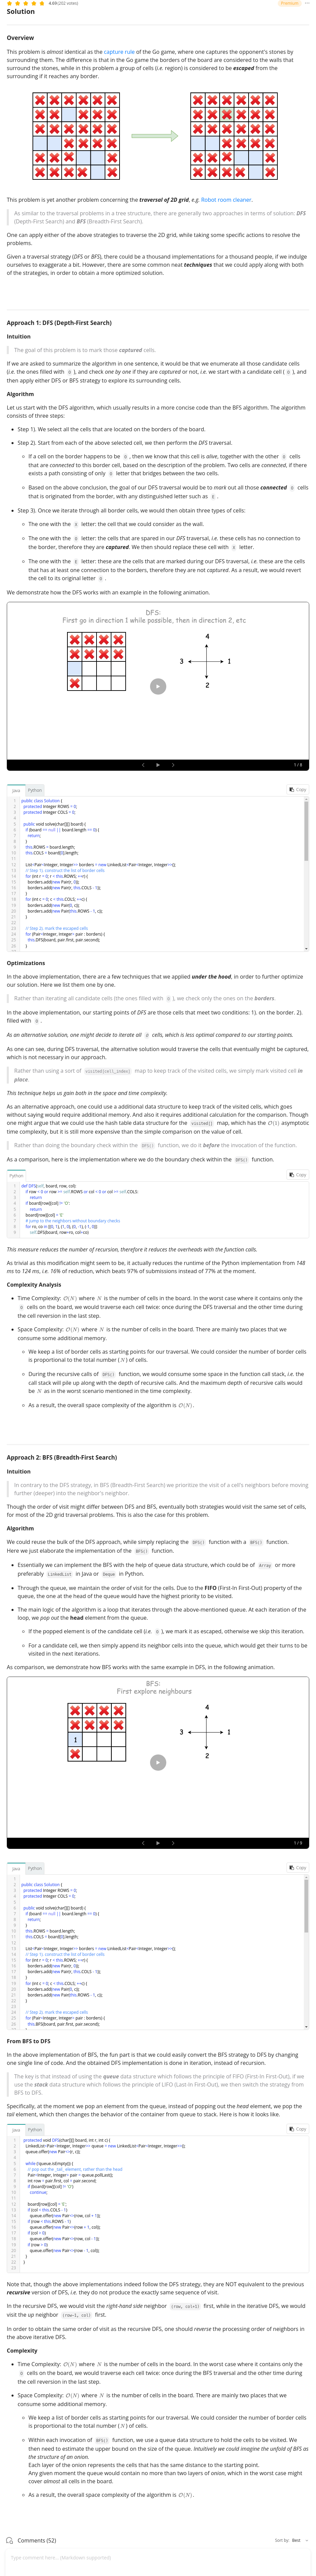 4.69 (202 votes)
Premium
Solution
Overview
This problem is almost identical as the capture rule of the Go game, where one captures the opponent's stones by
surrounding them. The difference is that in the Go game the borders of the board are considered to the walls that
surround the stones, while in this problem a group of cells (i.e. region) is considered to be escaped from the
surrounding if it reaches any border.
This problem is yet another problem concerning the traversal of 2D grid, e.g. Robot room cleaner.
As similar to the traversal problems in a tree structure, there are generally two approaches in terms of solution: DFS
(Depth-First Search) and BFS (Breadth-First Search).
One can apply either of the above strategies to traverse the 2D grid, while taking some specific actions to resolve the
problems.
Given a traversal strategy (DFS or BFS), there could be a thousand implementations for a thousand people, if we indulge
ourselves to exaggerate a bit. However, there are some common neat techniques that we could apply along with both
of the strategies, in order to obtain a more optimized solution.
Approach 1: DFS (Depth-First Search)
Intuition
The goal of this problem is to mark those captured cells.
If we are asked to summarize the algorithm in one sentence, it would be that we enumerate all those candidate cells
(i.e. the ones filled with O ), and check one by one if they are captured or not, i.e. we start with a candidate cell ( O ), and
then apply either DFS or BFS strategy to explore its surrounding cells.
Algorithm
Let us start with the DFS algorithm, which usually results in a more concise code than the BFS algorithm. The algorithm
consists of three steps:
Step 1). We select all the cells that are located on the borders of the board.
Step 2). Start from each of the above selected cell, we then perform the DFS traversal.
If a cell on the border happens to be O , then we know that this cell is alive, together with the other O cells
that are connected to this border cell, based on the description of the problem. Two cells are connected, if there
exists a path consisting of only O letter that bridges between the two cells.
Based on the above conclusion, the goal of our DFS traversal would be to mark out all those connected O cells
that is originated from the border, with any distinguished letter such as E .
Step 3). Once we iterate through all border cells, we would then obtain three types of cells:
The one with the X letter: the cell that we could consider as the wall.
The one with the O letter: the cells that are spared in our DFS traversal, i.e. these cells has no connection to
the border, therefore they are captured. We then should replace these cell with X letter.
The one with the E letter: these are the cells that are marked during our DFS traversal, i.e. these are the cells
that has at least one connection to the borders, therefore they are not captured. As a result, we would revert
the cell to its original letter O .
We demonstrate how the DFS works with an example in the following animation.
DFS:
First go in direction 1 while possible, then in direction 2, etc
4
3
1
2
1 / 8
Java
Python
Copy
1 public class Solution {
2 protected Integer ROWS = 0;
3 protected Integer COLS = 0;
4
5 public void solve(char[][] board) {
6 if (board == null || board.length == 0) {
7 return;
8 }
9 this.ROWS = board.length;
10 this.COLS = board[0].length;
11
12 List<Pair<Integer, Integer>> borders = new LinkedList<Pair<Integer, Integer>>();
13 // Step 1). construct the list of border cells
14 for (int r = 0; r < this.ROWS; ++r) {
15 borders.add(new Pair(r, 0));
16 borders.add(new Pair(r, this.COLS - 1));
17 }
18 for (int c = 0; c < this.COLS; ++c) {
19 borders.add(new Pair(0, c));
20 borders.add(new Pair(this.ROWS - 1, c));
21 }
22
23 // Step 2). mark the escaped cells
24 for (Pair<Integer, Integer> pair : borders) {
25 this.DFS(board, pair.first, pair.second);
26 }
Optimizations
In the above implementation, there are a few techniques that we applied under the hood, in order to further optimize
our solution. Here we list them one by one.
Rather than iterating all candidate cells (the ones filled with O ), we check only the ones on the borders.
In the above implementation, our starting points of DFS are those cells that meet two conditions: 1). on the border. 2).
filled with O .
As an alternative solution, one might decide to iterate all O cells, which is less optimal compared to our starting points.
As one can see, during DFS traversal, the alternative solution would traverse the cells that eventually might be captured,
which is not necessary in our approach.
Rather than using a sort of visited[cell_index] map to keep track of the visited cells, we simply mark visited cell in
place.
This technique helps us gain both in the space and time complexity.
As an alternative approach, one could use a additional data structure to keep track of the visited cells, which goes
without saying would require additional memory. And also it requires additional calculation for the comparison. Though
one might argue that we could use the hash table data structure for the visited[] map, which has the O(1) asymptotic
time complexity, but it is still more expensive than the simple comparison on the value of cell.
Rather than doing the boundary check within the DFS() function, we do it before the invocation of the function.
As a comparison, here is the implementation where we do the boundary check within the DFS() function.
Python
Copy
1 def DFS(self, board, row, col):
2 if row < 0 or row >= self.ROWS or col < 0 or col >= self.COLS:
3 return
4 if board[row][col] != 'O':
5 return
6 board[row][col] = 'E'
7 # jump to the neighbors without boundary checks
8 for ro, co in [(0, 1), (1, 0), (0, -1), (-1, 0)]:
9 self.DFS(board, row+ro, col+co)
This measure reduces the number of recursion, therefore it reduces the overheads with the function calls.
As trivial as this modification might seem to be, it actually reduces the runtime of the Python implementation from 148
ms to 124 ms, i.e. 16% of reduction, which beats 97% of submissions instead of 77% at the moment.
Complexity Analysis
Time Complexity: O(N) where N is the number of cells in the board. In the worst case where it contains only the
O cells on the board, we would traverse each cell twice: once during the DFS traversal and the other time during
the cell reversion in the last step.
Space Complexity: O(N) where N is the number of cells in the board. There are mainly two places that we
consume some additional memory.
We keep a list of border cells as starting points for our traversal. We could consider the number of border cells
is proportional to the total number (N) of cells.
During the recursive calls of DFS() function, we would consume some space in the function call stack, i.e. the
call stack will pile up along with the depth of recursive calls. And the maximum depth of recursive calls would
be N as in the worst scenario mentioned in the time complexity.
As a result, the overall space complexity of the algorithm is O(N).
Approach 2: BFS (Breadth-First Search)
Intuition
In contrary to the DFS strategy, in BFS (Breadth-First Search) we prioritize the visit of a cell's neighbors before moving
further (deeper) into the neighbor's neighbor.
Though the order of visit might differ between DFS and BFS, eventually both strategies would visit the same set of cells,
for most of the 2D grid traversal problems. This is also the case for this problem.
Algorithm
We could reuse the bulk of the DFS approach, while simply replacing the DFS() function with a BFS() function.
Here we just elaborate the implementation of the BFS() function.
Essentially we can implement the BFS with the help of queue data structure, which could be of Array or more
preferably LinkedList in Java or Deque in Python.
Through the queue, we maintain the order of visit for the cells. Due to the FIFO (First-In First-Out) property of the
queue, the one at the head of the queue would have the highest priority to be visited.
The main logic of the algorithm is a loop that iterates through the above-mentioned queue. At each iteration of the
loop, we pop out the head element from the queue.
If the popped element is of the candidate cell (i.e. O ), we mark it as escaped, otherwise we skip this iteration.
For a candidate cell, we then simply append its neighbor cells into the queue, which would get their turns to be
visited in the next iterations.
As comparison, we demonstrate how BFS works with the same example in DFS, in the following animation.
BFS:
First explore neighbours
1
4
3
1
2
1 / 9
Java
Python
Copy
1
2 public class Solution {
3 protected Integer ROWS = 0;
4 protected Integer COLS = 0;
5
6 public void solve(char[][] board) {
7 if (board == null || board.length == 0) {
8 return;
9 }
10 this.ROWS = board.length;
11 this.COLS = board[0].length;
12
13 List<Pair<Integer, Integer>> borders = new LinkedList<Pair<Integer, Integer>>();
14 // Step 1). construct the list of border cells
15 for (int r = 0; r < this.ROWS; ++r) {
16 borders.add(new Pair(r, 0));
17 borders.add(new Pair(r, this.COLS - 1));
18 }
19 for (int c = 0; c < this.COLS; ++c) {
20 borders.add(new Pair(0, c));
21 borders.add(new Pair(this.ROWS - 1, c));
22 }
23
24 // Step 2). mark the escaped cells
25 for (Pair<Integer, Integer> pair : borders) {
26 this.BFS(board, pair.first, pair.second);
From BFS to DFS
In the above implementation of BFS, the fun part is that we could easily convert the BFS strategy to DFS by changing
one single line of code. And the obtained DFS implementation is done in iteration, instead of recursion.
The key is that instead of using the queue data structure which follows the principle of FIFO (First-In First-Out), if we
use the stack data structure which follows the principle of LIFO (Last-In First-Out), we then switch the strategy from
BFS to DFS.
Specifically, at the moment we pop an element from the queue, instead of popping out the head element, we pop the
tail element, which then changes the behavior of the container from queue to stack. Here is how it looks like.
Java
Python
Copy
1 protected void DFS(char[][] board, int r, int c) {
2 LinkedList<Pair<Integer, Integer>> queue = new LinkedList<Pair<Integer, Integer>>();
3 queue.offer(new Pair<>(r, c));
4
5 while (!queue.isEmpty()) {
6 // pop out the _tail_ element, rather than the head.
7 Pair<Integer, Integer> pair = queue.pollLast();
8 int row = pair.first, col = pair.second;
9 if (board[row][col] != 'O')
10 continue;
11
12 board[row][col] = 'E';
13 if (col < this.COLS - 1)
14 queue.offer(new Pair<>(row, col + 1));
15 if (row < this.ROWS - 1)
16 queue.offer(new Pair<>(row + 1, col));
17 if (col > 0)
18 queue.offer(new Pair<>(row, col - 1));
19 if (row > 0)
20 queue.offer(new Pair<>(row - 1, col));
21 }
22 }
23
Note that, though the above implementations indeed follow the DFS strategy, they are NOT equivalent to the previous
recursive version of DFS, i.e. they do not produce the exactly same sequence of visit.
In the recursive DFS, we would visit the right-hand side neighbor (row, col+1) first, while in the iterative DFS, we would
visit the up neighbor (row-1, col) first.
In order to obtain the same order of visit as the recursive DFS, one should reverse the processing order of neighbors in
the above iterative DFS.
Complexity
Time Complexity: O(N) where N is the number of cells in the board. In the worst case where it contains only the
O cells on the board, we would traverse each cell twice: once during the BFS traversal and the other time during
the cell reversion in the last step.
Space Complexity: O(N) where N is the number of cells in the board. There are mainly two places that we
consume some additional memory.
We keep a list of border cells as starting points for our traversal. We could consider the number of border cells
is proportional to the total number (N) of cells.
Within each invocation of BFS() function, we use a queue data structure to hold the cells to be visited. We
then need to estimate the upper bound on the size of the queue. Intuitively we could imagine the unfold of BFS as
the structure of an onion.
Each layer of the onion represents the cells that has the same distance to the starting point.
Any given moment the queue would contain no more than two layers of onion, which in the worst case might
cover almost all cells in the board.
As a result, the overall space complexity of the algorithm is O(N).
Comments (52)
Sort by: Best
Type comment here... (Markdown supported)